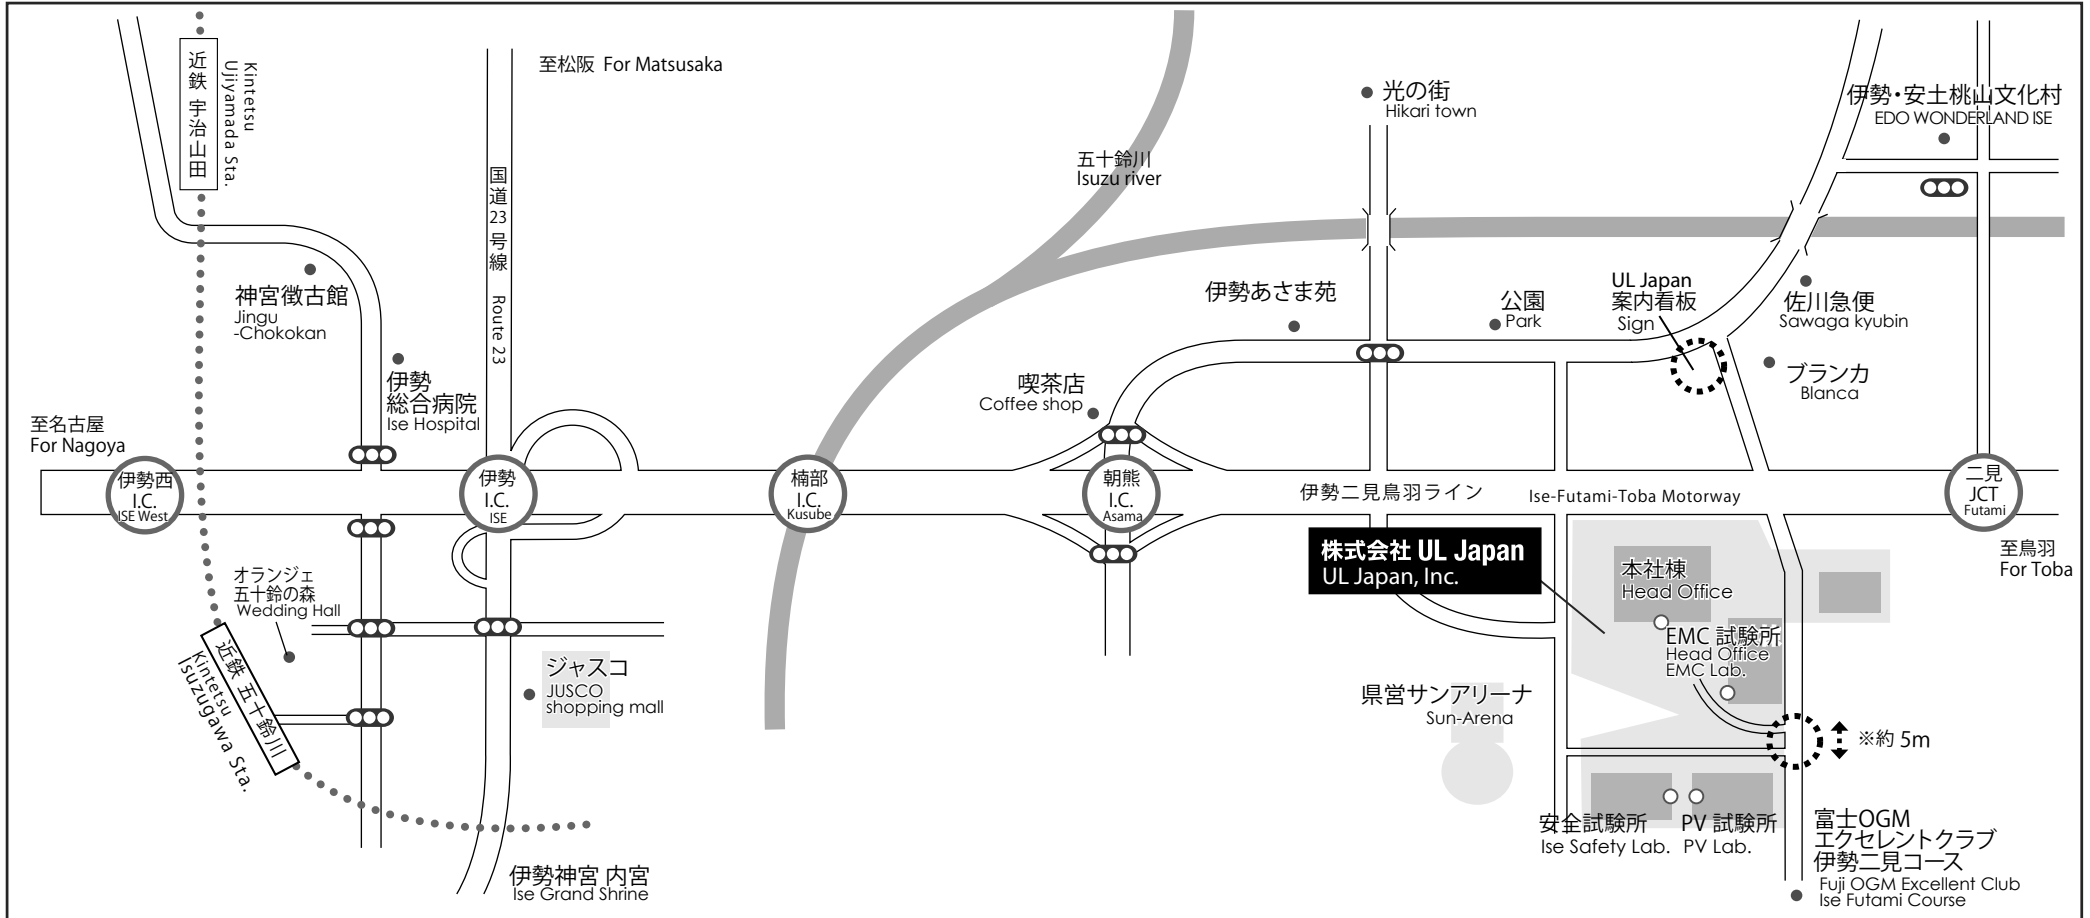 近鉄 宇治山田
Kintetsu
Ujiyamada Sta.
国道23号線 Route 23
至松阪 For Matsusaka
五十鈴川
Isuzu river
光の街
Hikari town
伊勢・安土桃山文化村
EDO WONDERLAND ISE
神宮徴古館
Jingu
-Chokokan
伊勢
総合病院
Ise Hospital
伊勢あさま苑
公園
Park
UL Japan
案内看板
Sign
佐川急便
Sawaga kyubin
ブランカ
Blanca
喫茶店
Coffee shop
至名古屋
For Nagoya
伊勢西
I.C.
ISE West
伊勢
I.C.
ISE
楠部
I.C.
Kusube
朝熊
I.C.
Asama
伊勢二見鳥羽ライン
Ise-Futami-Toba Motorway
二見
JCT
Futami
至鳥羽
For Toba
株式会社 UL Japan
UL Japan, Inc.
本社棟
Head Office
EMC 試験所
Head Office
EMC Lab.
オランジェ
五十鈴の森
Wedding Hall
近鉄 五十鈴川
Kintetsu
Isuzugawa Sta.
ジャスコ
JUSCO
shopping mall
県営サンアリーナ
Sun-Arena
※約 5m
安全試験所
Ise Safety Lab.
PV 試験所
PV Lab.
富士OGM
エクセレントクラブ
伊勢二見コース
Fuji OGM Excellent Club
Ise Futami Course
伊勢神宮 内宮
Ise Grand Shrine